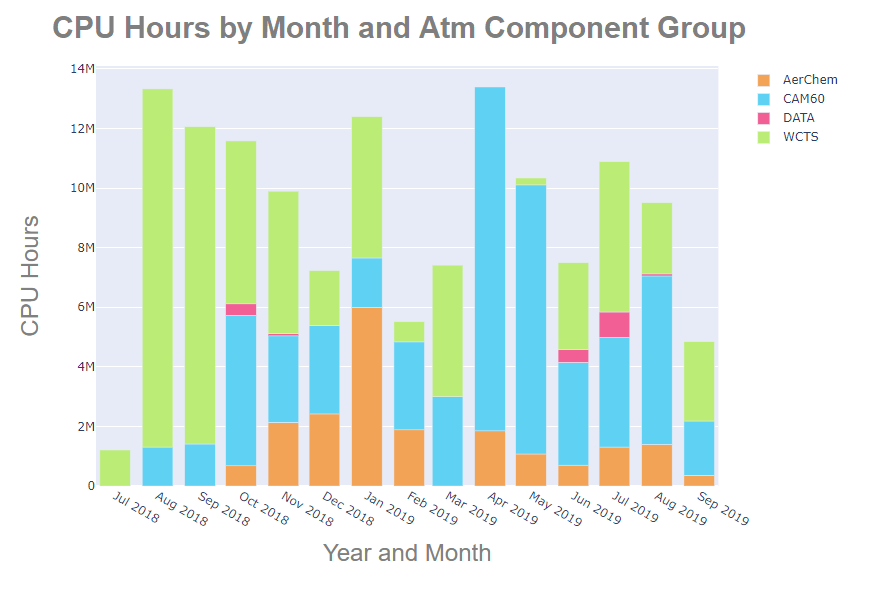 CPU Hours by Month and Atm Component Group
14M
12M
10M
8M
6M
4M
2M
0
CPU Hours
Jul 2018
Aug 2018
Sep 2018
Oct 2018
Nov 2018
Dec 2018
Jan 2019
Feb 2019
Mar 2019
Apr 2019
May 2019
Jun 2019
Jul 2019
Aug 2019
Sep 2019
Year and Month
AerChem
CAM60
DATA
WCTS